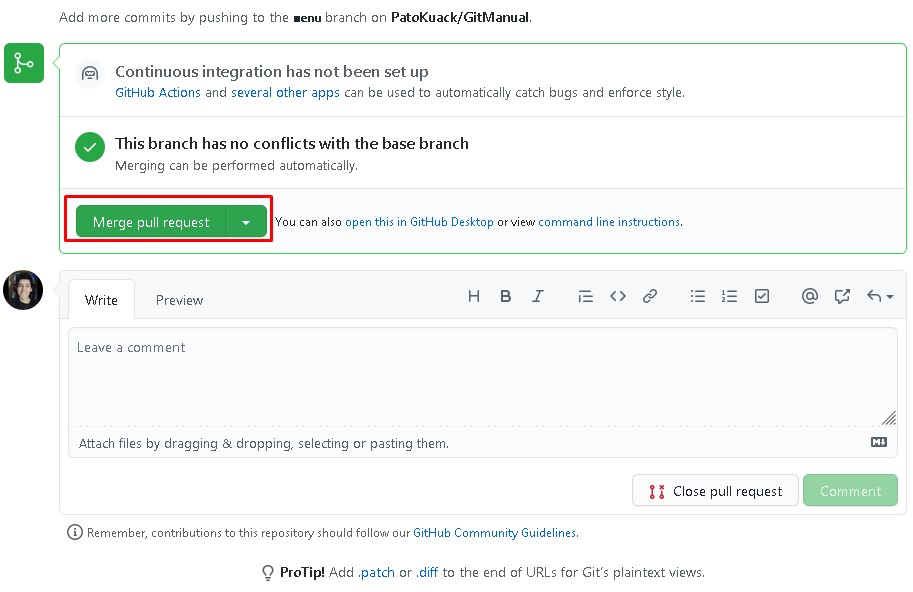 Add more commits by pushing to the menu branch on PatoKuack/GitManual.
Continuous integration has not been set up
GitHub Actions and several other apps can be used to automatically catch bugs and enforce style.
This branch has no conflicts with the base branch
Merging can be performed automatically.
Merge pull request
You can also open this in GitHub Desktop or view command line instructions.
Write
Preview
Leave a comment
Attach files by dragging & dropping, selecting or pasting them.
Close pull request
Comment
Remember, contributions to this repository should follow our GitHub Community Guidelines.
ProTip! Add .patch or .diff to the end of URLs for Git's plaintext views.